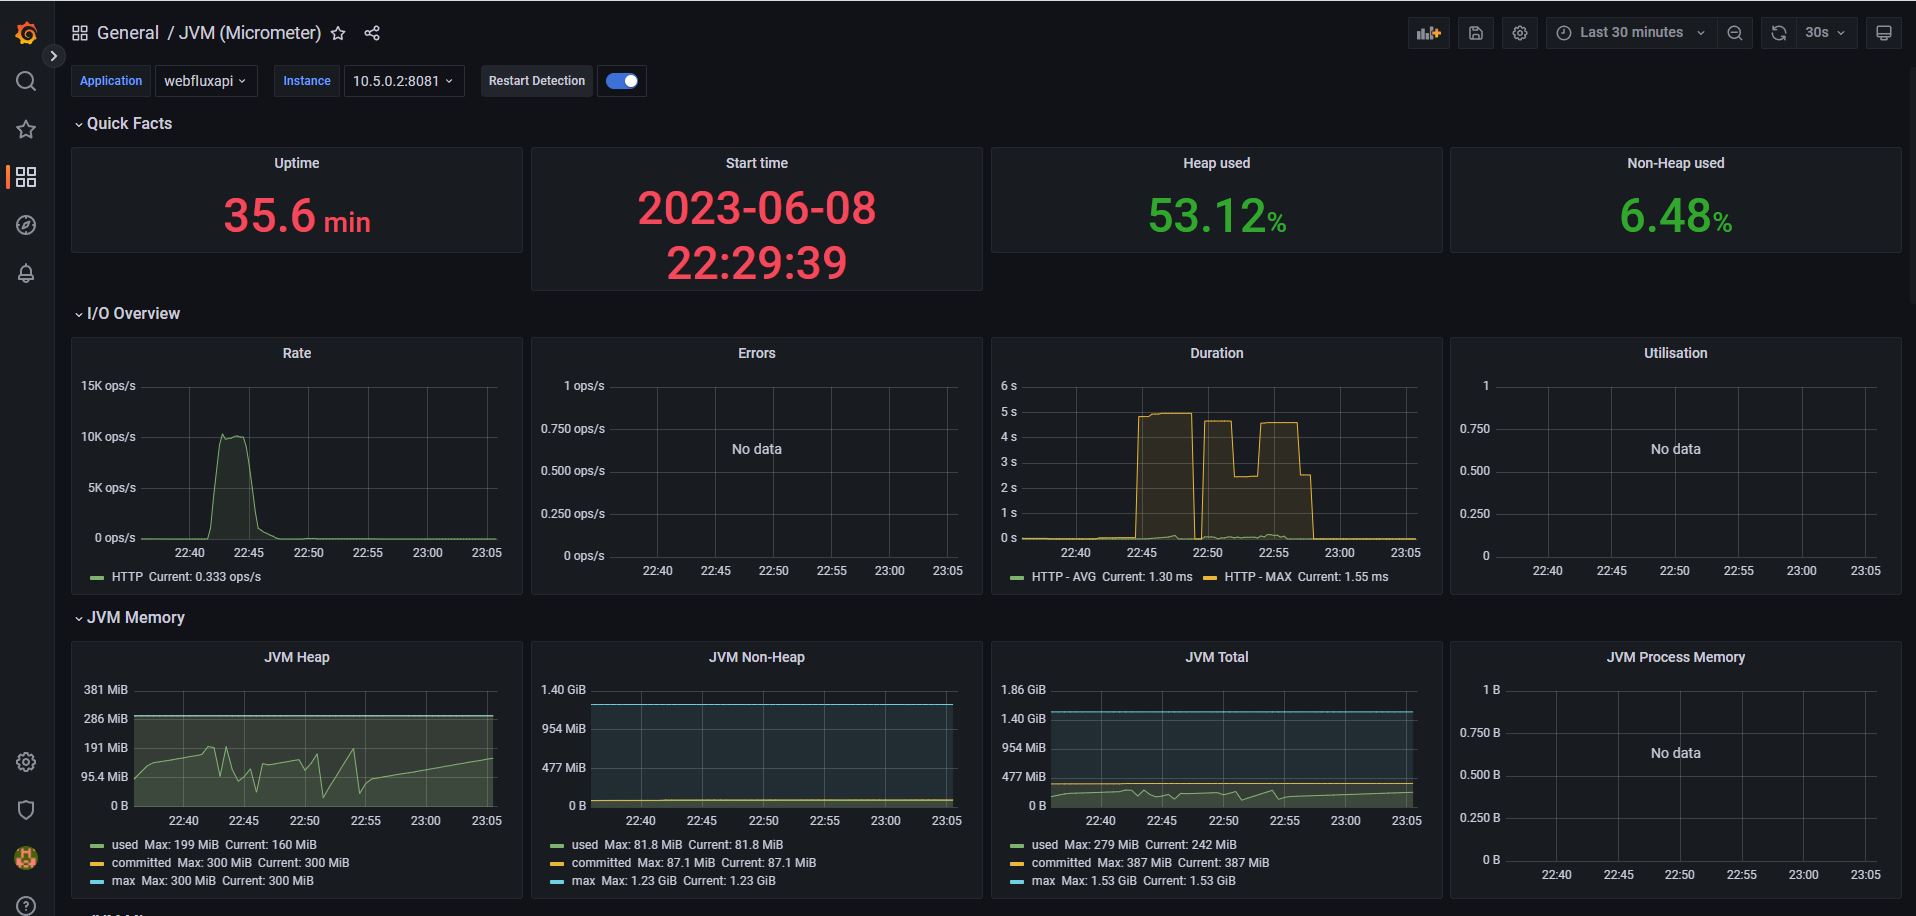 General / JVM (Micrometer)
Last 30 minutes
30s
Application webfluxapi Instance 10.5.0.2:8081 Restart Detection
Quick Facts
Uptime
35.6 min
Start time
2023-06-08
22:29:39
Heap used
53.12%
Non-Heap used
6.48%
I/O Overview
Rate
15K ops/s
10K ops/s
5K ops/s
0 ops/s
22:40 22:45 22:50 22:55 23:00 23:05
HTTP Current: 0.333 ops/s
Errors
1 ops/s
0.750 ops/s
No data
0.500 ops/s
0.250 ops/s
0 ops/s
22:40 22:45 22:50 22:55 23:00 23:05
Duration
6 s
5 s
4 s
3 s
2 s
1 s
0 s
22:40 22:45 22:50 22:55 23:00 23:05
HTTP - AVG Current: 1.30 ms HTTP - MAX Current: 1.55 ms
Utilisation
1
0.750
No data
0.500
0.250
0
22:40 22:45 22:50 22:55 23:00 23:05
JVM Memory
JVM Heap
381 MiB
286 MiB
191 MiB
95.4 MiB
0 B
22:40 22:45 22:50 22:55 23:00 23:05
used Max: 199 MiB Current: 160 MiB
committed Max: 300 MiB Current: 300 MiB
max Max: 300 MiB Current: 300 MiB
JVM Non-Heap
1.40 GiB
954 MiB
477 MiB
0 B
22:40 22:45 22:50 22:55 23:00 23:05
used Max: 81.8 MiB Current: 81.8 MiB
committed Max: 87.1 MiB Current: 87.1 MiB
max Max: 1.23 GiB Current: 1.23 GiB
JVM Total
1.86 GiB
1.40 GiB
954 MiB
477 MiB
0 B
22:40 22:45 22:50 22:55 23:00 23:05
used Max: 279 MiB Current: 242 MiB
committed Max: 387 MiB Current: 387 MiB
max Max: 1.53 GiB Current: 1.53 GiB
JVM Process Memory
1 B
0.750 B
No data
0.500 B
0.250 B
0 B
22:40 22:45 22:50 22:55 23:00 23:05